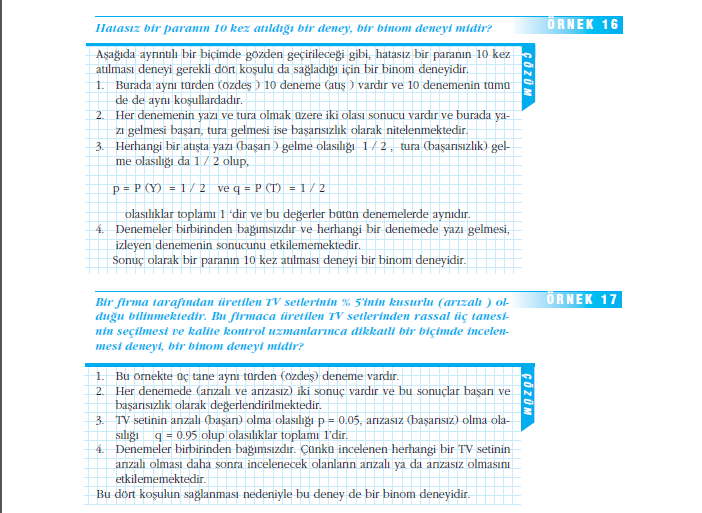 Hatasız bir paranın 10 kez atıldığı bir deney, bir binom deneyi midir?
ÖRNEK 16
Aşağıda ayrıntılı bir biçimde gözden geçirileceği gibi, hatasız bir paranın 10 kez
atılması deneyi gerekli dört koşulu da sağladığı için bir binom deneyidir.
ÇÖZÜM
1. Burada aynı türden (özdeş ) 10 deneme (atış ) vardır ve 10 denemenin tümü
de de aynı koşullardadır.
2. Her denemenin yazı ve tura olmak üzere iki olası sonucu vardır ve burada ya-
zı gelmesi başarı, tura gelmesi ise başarısızlık olarak nitelenmektedir.
3. Herhangi bir atışta yazı (başarı ) gelme olasılığı 1 / 2 , tura (başarısızlık) gel-
me olasılığı da 1 / 2 olup,
p = P (Y) = 1 / 2 ve q = P (T) = 1 / 2
olasılıklar toplamı 1 'dir ve bu değerler bütün denemelerde aynıdır.
4. Denemeler birbirinden bağımsızdır ve herhangi bir denemede yazı gelmesi,
izleyen denemenin sonucunu etkilememektedir.
Sonuç olarak bir paranın 10 kez atılması deneyi bir binom deneyidir.
Bir firma tarafından üretilen TV setlerinin % 5'inin kusurlu (arızalı ) ol-
ÖRNEK 17
duğu bilinmektedir. Bu firmaca üretilen TV setlerinden rassal üç tanesi-
nin seçilmesi ve kalite kontrol uzmanlarınca dikkatli bir biçimde incelen-
mesi deneyi, bir binom deneyi midir?
1. Bu örnekte üç tane aynı türden (özdeş) deneme vardır.
ÇÖZÜM
2. Her denemede (arızalı ve arızasız) iki sonuç vardır ve bu sonuçlar başarı ve
başarısızlık olarak değerlendirilmektedir.
3. TV setinin arızalı (başarı) olma olasılığı p = 0.05, arızasız (başarısız) olma ola-
sılığı q = 0.95 olup olasılıklar toplamı 1'dir.
4. Denemeler birbirinden bağımsızdır. Çünkü incelenen herhangi bir TV setinin
arızalı olması daha sonra incelenecek olanların arızalı ya da arızasız olmasını
etkilememektedir.
Bu dört koşulun sağlanması nedeniyle bu deney de bir binom deneyidir.